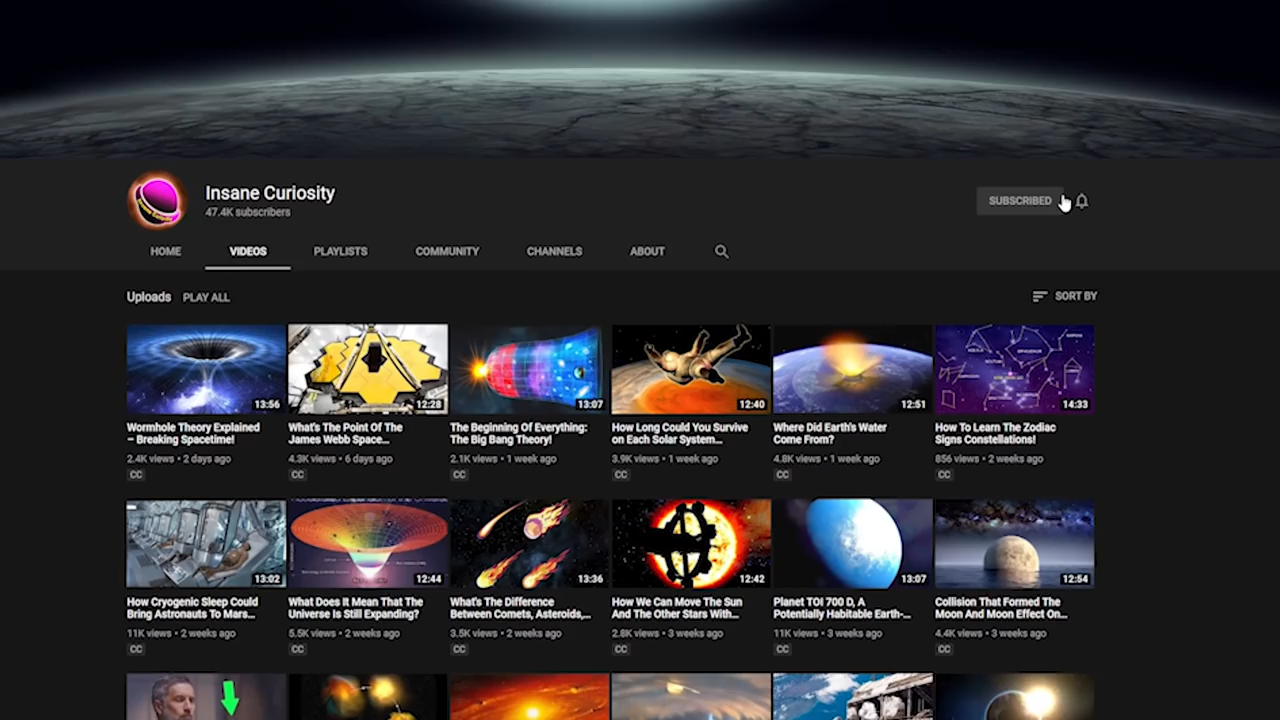 Insane Curiosity
47.4K subscribers
SUBSCRIBED
HOME VIDEOS PLAYLISTS COMMUNITY CHANNELS ABOUT
Uploads PLAY ALL SORT BY
13:56 12:28 13:07 12:40 12:51 14:33
Wormhole Theory Explained
– Breaking Spacetime!
2.4K views • 2 days ago
CC
What's The Point Of The
James Webb Space...
4.3K views • 6 days ago
CC
The Beginning Of Everything:
The Big Bang Theory!
2.1K views • 1 week ago
CC
How Long Could You Survive
on Each Solar System...
3.9K views • 1 week ago
CC
Where Did Earth's Water
Come From?
4.8K views • 1 week ago
CC
How To Learn The Zodiac
Signs Constellations!
856 views • 2 weeks ago
CC
13:02 12:44 13:36 12:42 13:07 12:54
How Cryogenic Sleep Could
Bring Astronauts To Mars...
11K views • 2 weeks ago
CC
What Does It Mean That The
Universe Is Still Expanding?
5.5K views • 2 weeks ago
CC
What's The Difference
Between Comets, Asteroids,...
3.5K views • 2 weeks ago
CC
How We Can Move The Sun
And The Other Stars With...
2.8K views • 3 weeks ago
CC
Planet TOI 700 D, A
Potentially Habitable Earth-...
11K views • 3 weeks ago
CC
Collision That Formed The
Moon And Moon Effect On...
4.4K views • 3 weeks ago
CC